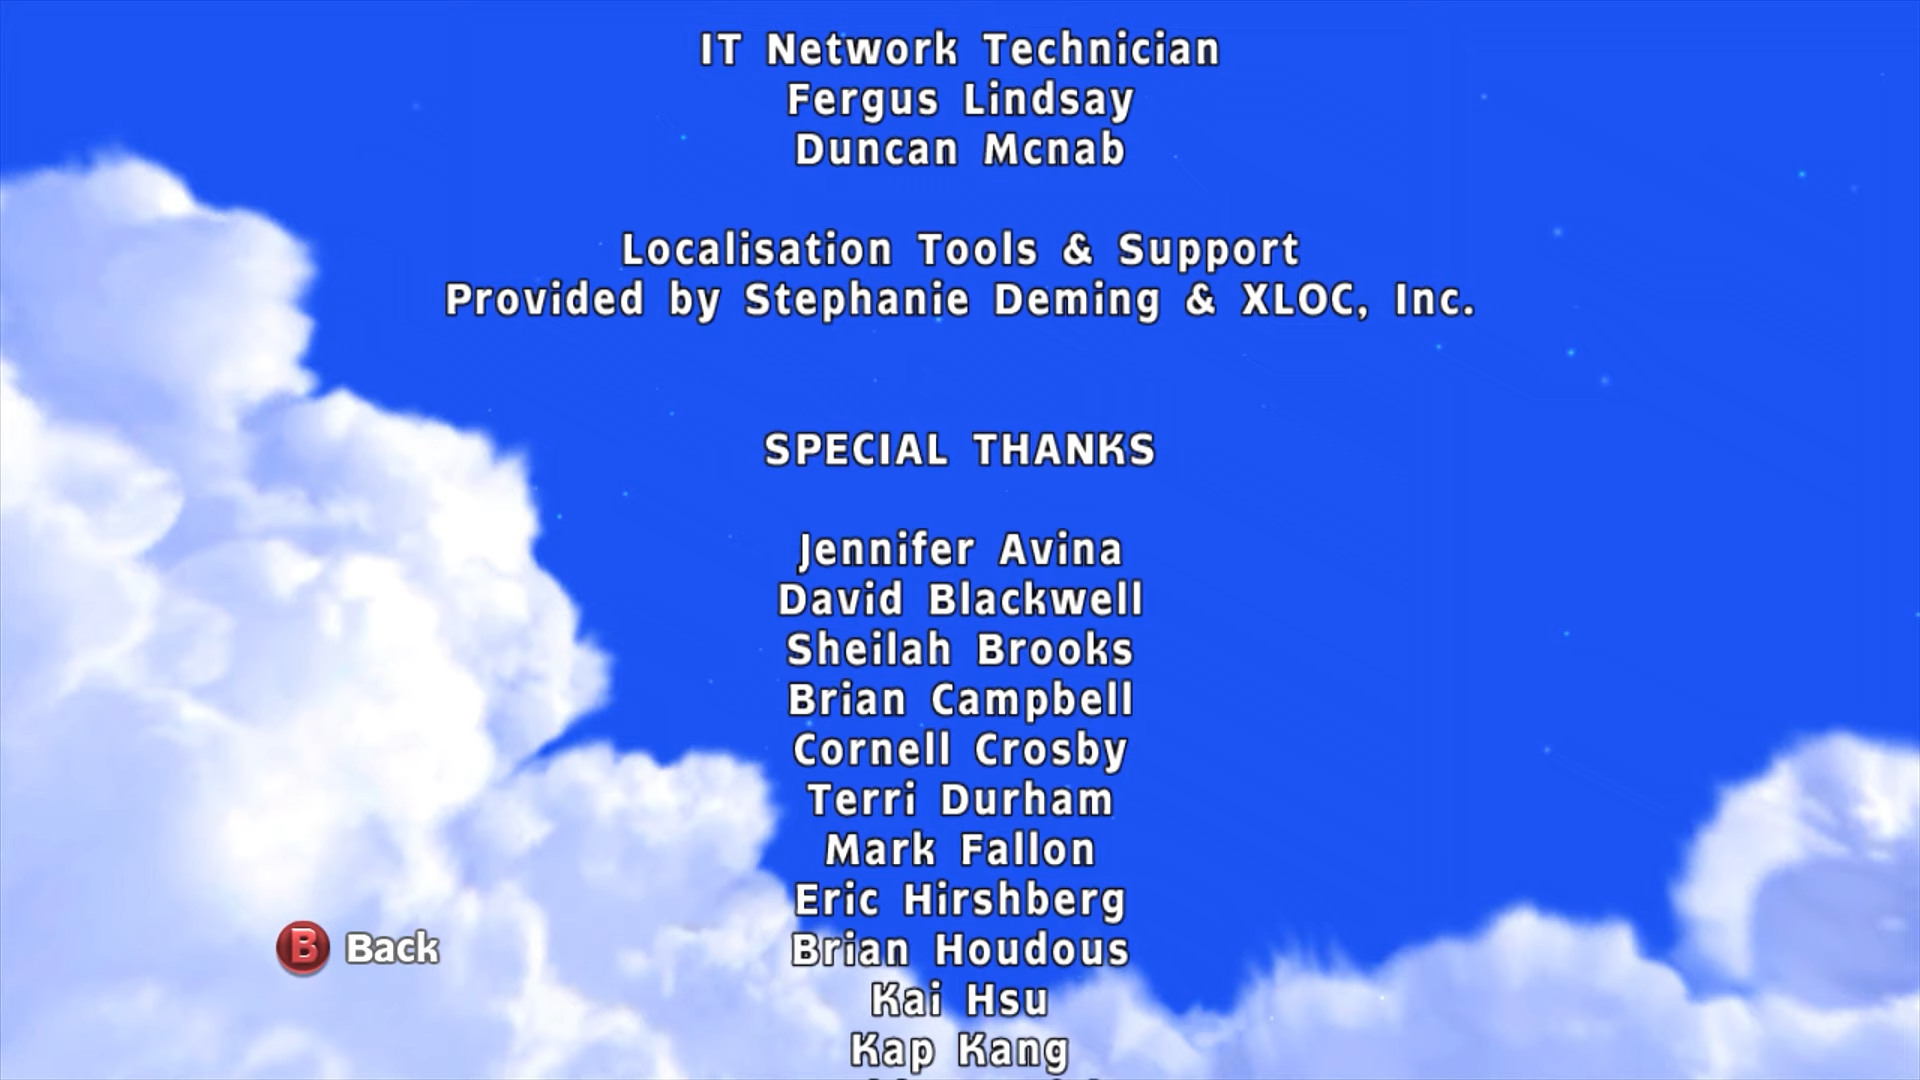 IT Network Technician
Fergus Lindsay
Duncan Mcnab
Localisation Tools & Support
Provided by Stephanie Deming & XLOC, Inc.
SPECIAL THANKS
Jennifer Avina
David Blackwell
Sheilah Brooks
Brian Campbell
Cornell Crosby
Terri Durham
Mark Fallon
Eric Hirshberg
Brian Houdous
B Back
Kai Hsu
Kap Kang